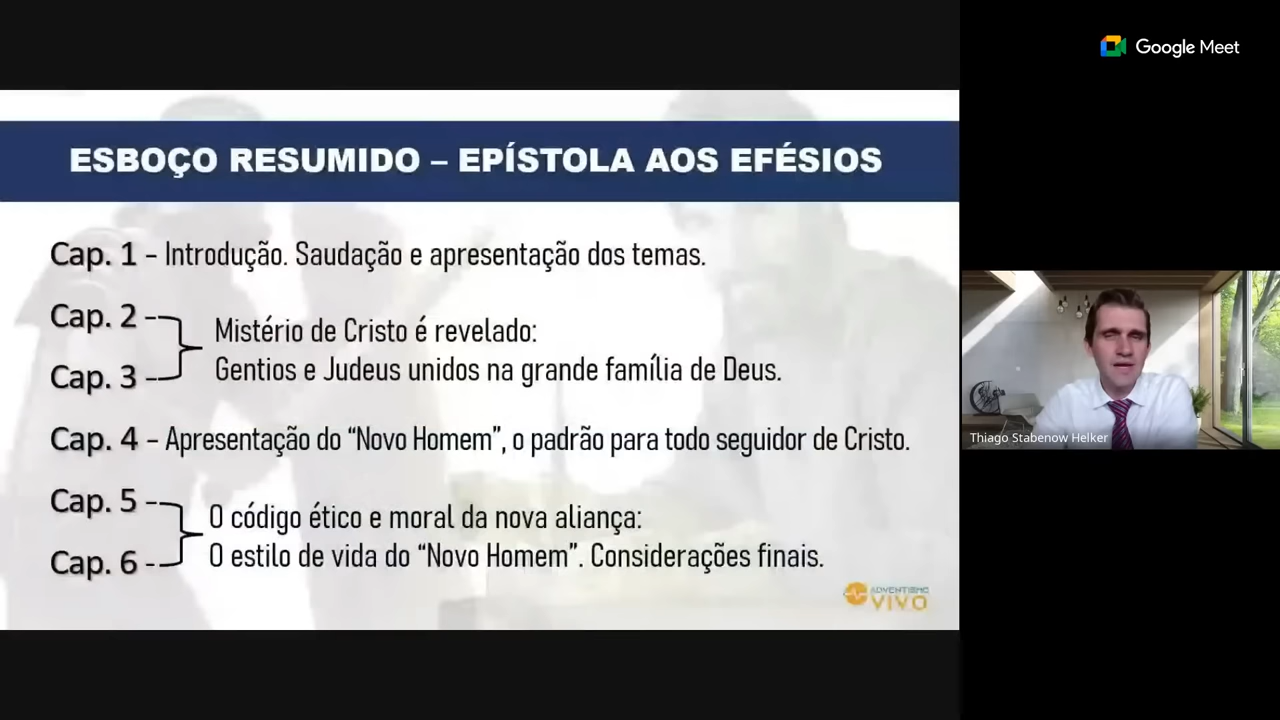 Google Meet
ESBOÇO RESUMIDO – EPÍSTOLA AOS EFÉSIOS
Cap. 1 – Introdução. Saudação e apresentação dos temas.
Cap. 2 –
Mistério de Cristo é revelado:
Cap. 3 –
Gentios e Judeus unidos na grande família de Deus.
Cap. 4 – Apresentação do “Novo Homem”, o padrão para todo seguidor de Cristo.
Cap. 5 –
O código ético e moral da nova aliança:
Cap. 6 –
O estilo de vida do “Novo Homem”. Considerações finais.
ADVENTISMO
VIVO
Thiago Stabenow Helker